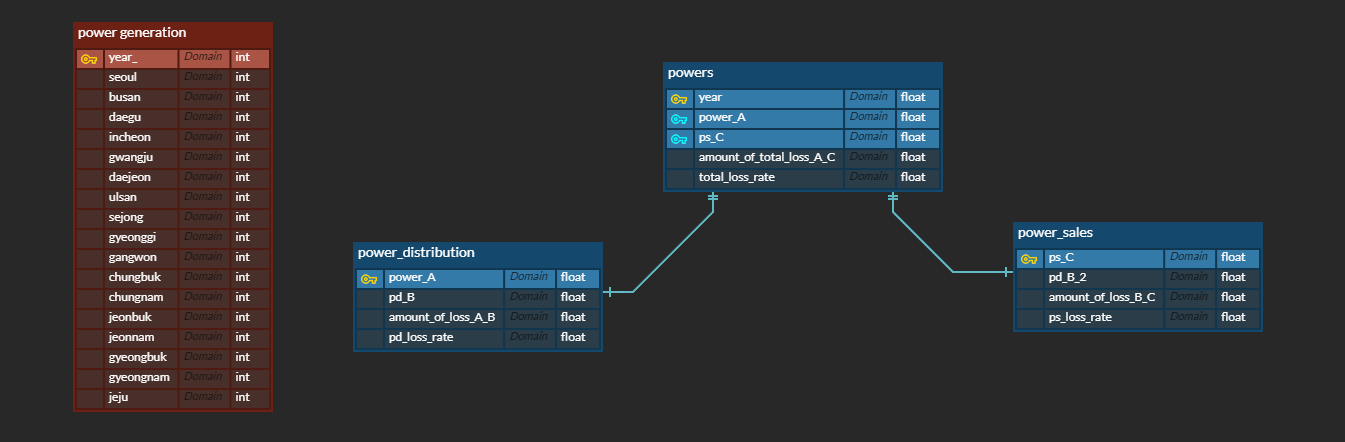 power generation
year_ Domain int
seoul Domain int
busan Domain int
daegu Domain int
incheon Domain int
gwangju Domain int
daejeon Domain int
ulsan Domain int
sejong Domain int
gyeonggi Domain int
gangwon Domain int
chungbuk Domain int
chungnam Domain int
jeonbuk Domain int
jeonnam Domain int
gyeongbuk Domain int
gyeongnam Domain int
jeju Domain int
power_distribution
power_A Domain float
pd_B Domain float
amount_of_loss_A_B Domain float
pd_loss_rate Domain float
powers
year Domain float
power_A Domain float
ps_C Domain float
amount_of_total_loss_A_C Domain float
total_loss_rate Domain float
power_sales
ps_C Domain float
pd_B_2 Domain float
amount_of_loss_B_C Domain float
ps_loss_rate Domain float